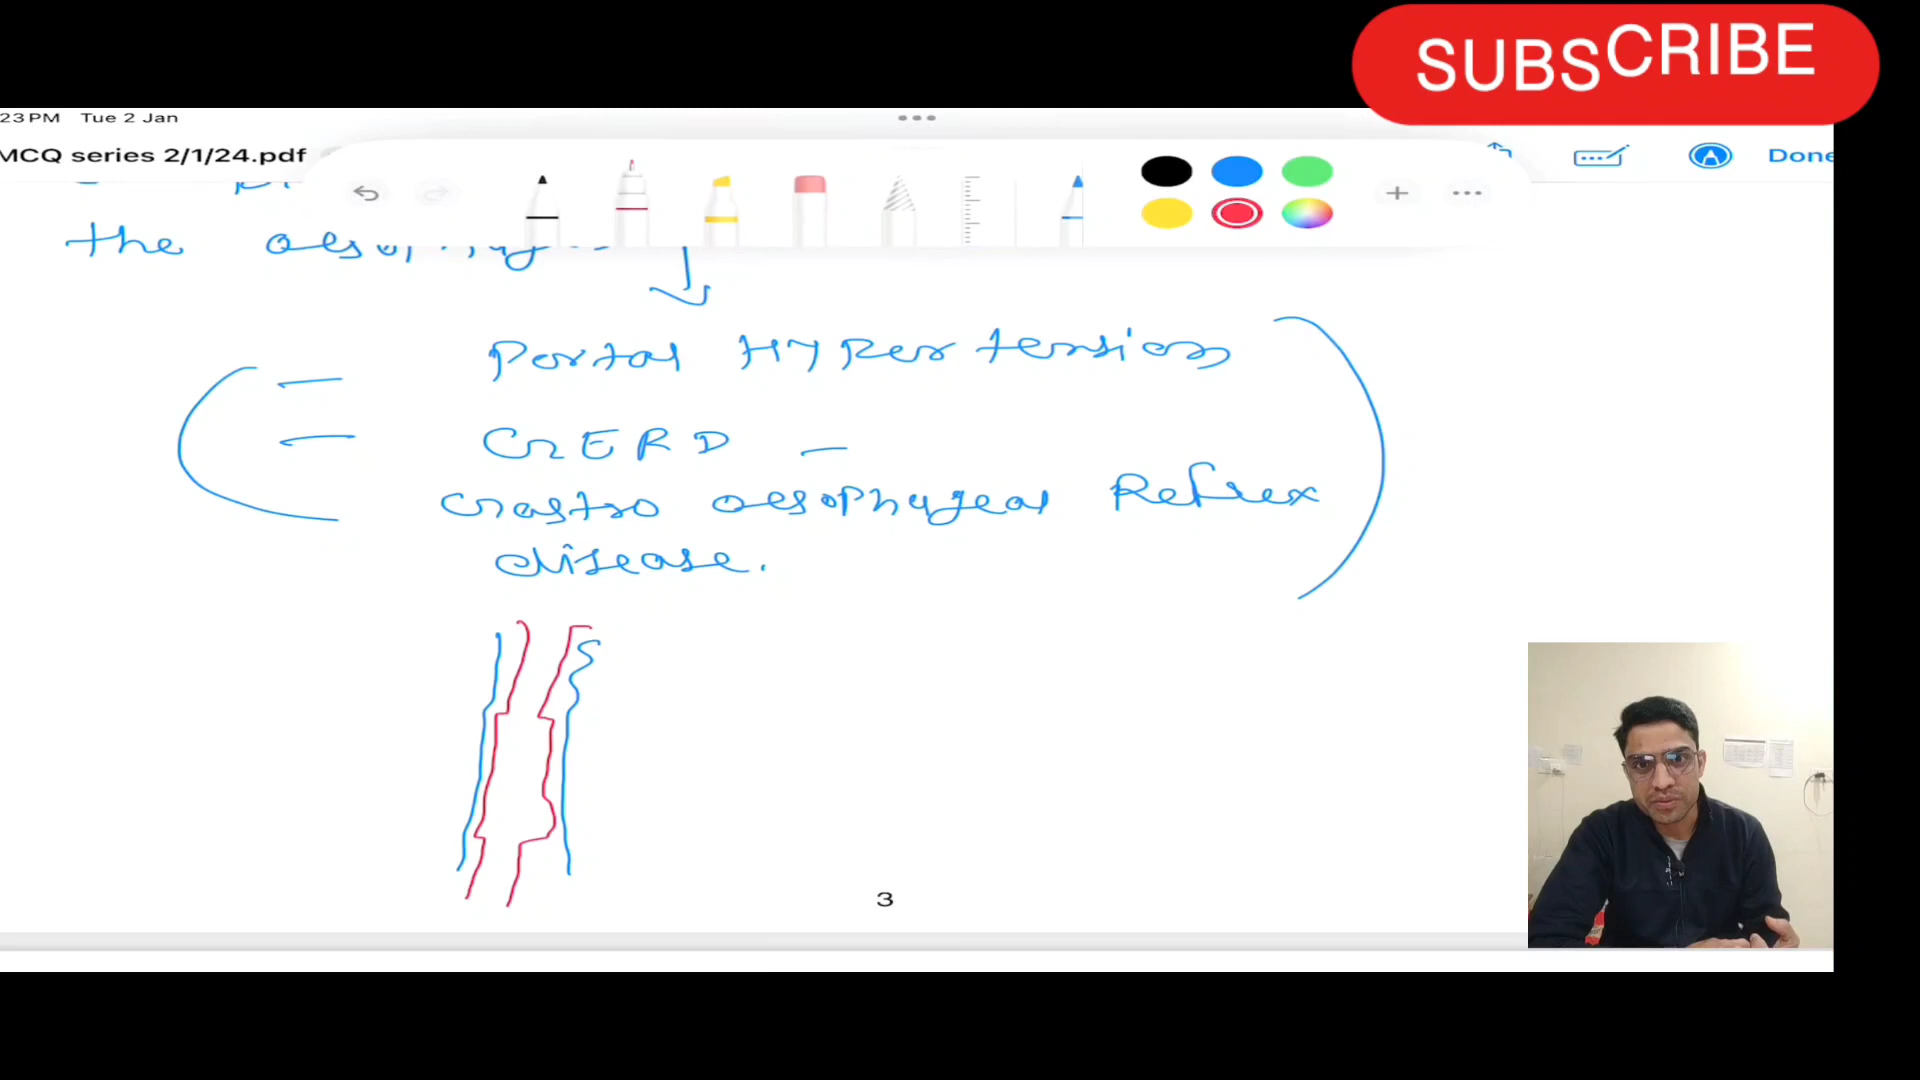 SUBSCRIBE
23 PM Tue 2 Jan
MCQ series 2/1/24.pdf
Done
the
Portal Hypertension
GERD -
Gastro oesophageal Reflux
disease.
3